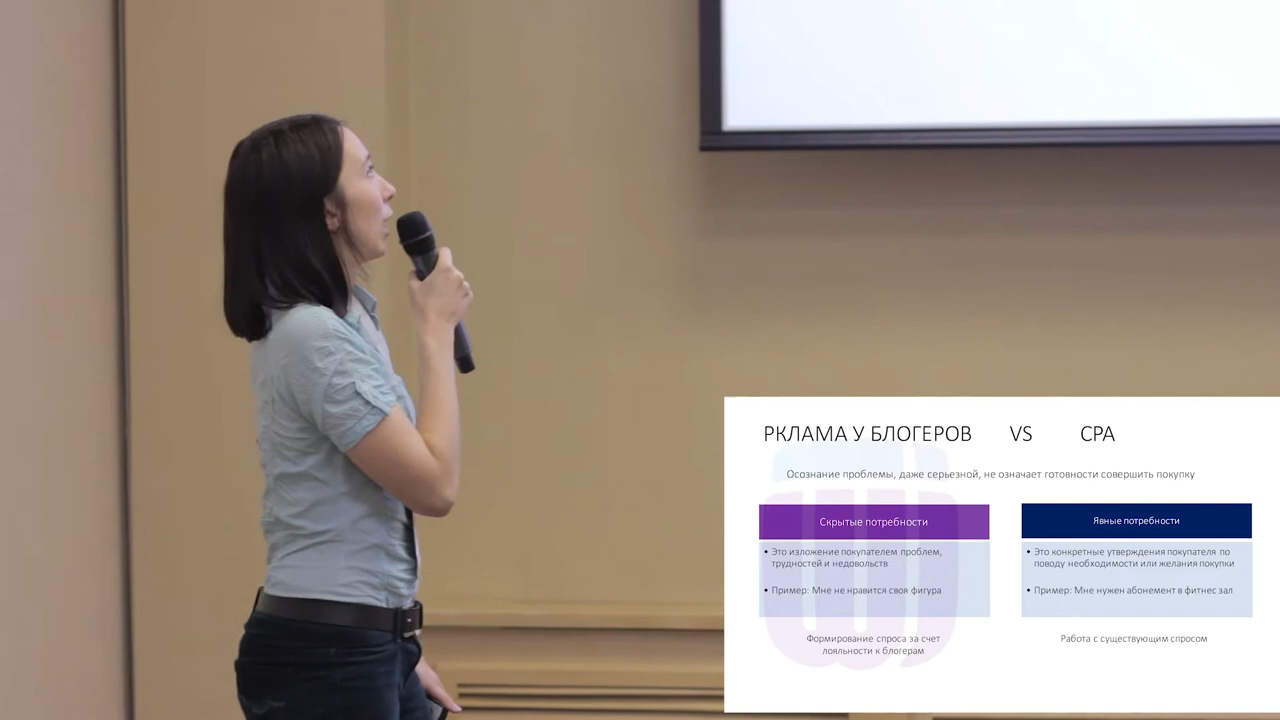 РКЛАМА У БЛОГЕРОВ VS CPA
Осознание проблемы, даже серьезной, не означает готовности совершить покупку
Скрытые потребности
• Это изложение покупателем проблем,
трудностей и недовольств
• Пример: Мне не нравится своя фигура
Формирование спроса за счет
лояльности к блогерам
Явные потребности
• Это конкретные утверждения покупателя по
поводу необходимости или желания покупки
• Пример: Мне нужен абонемент в фитнес зал
Работа с существующим спросом